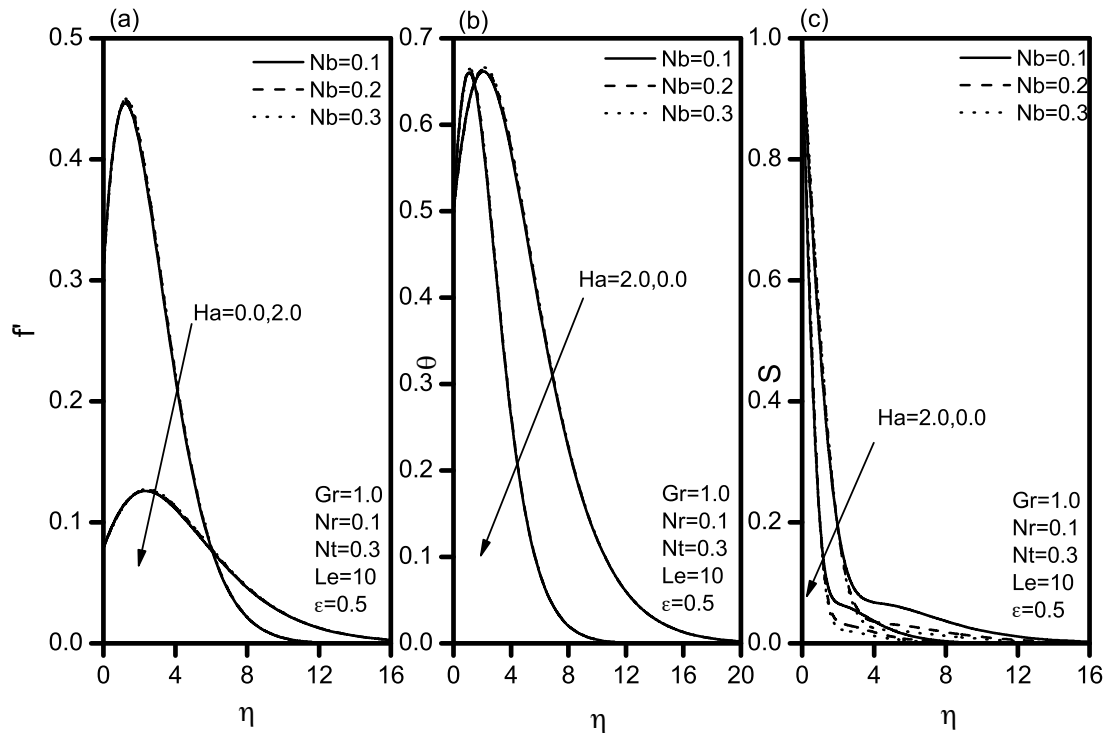 (a)
0.5
0.4
0.3
0.2
0.1
0.0
f'
Nb=0.1
Nb=0.2
Nb=0.3
Ha=0.0,2.0
Gr=1.0
Nr=0.1
Nt=0.3
Le=10
ε=0.5
0 4 8 12 16
η
(b)
0.7
0.6
0.5
0.4
0.3
0.2
0.1
0.0
θ
Nb=0.1
Nb=0.2
Nb=0.3
Ha=2.0,0.0
Gr=1.0
Nr=0.1
Nt=0.3
Le=10
ε=0.5
0 4 8 12 16 20
η
(c)
1.0
0.8
0.6
0.4
0.2
0.0
S
Nb=0.1
Nb=0.2
Nb=0.3
Ha=2.0,0.0
Gr=1.0
Nr=0.1
Nt=0.3
Le=10
ε=0.5
0 4 8 12 16
η